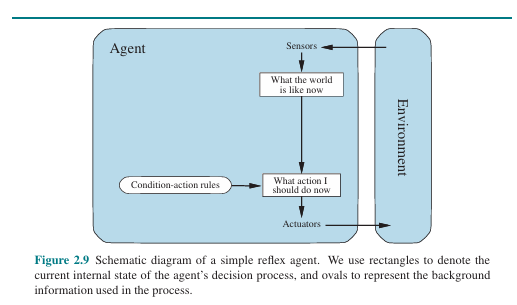 Agent
Sensors
What the world
is like now
Environment
Condition-action rules
What action I
should do now
Actuators
Figure 2.9 Schematic diagram of a simple reflex agent. We use rectangles to denote the
current internal state of the agent's decision process, and ovals to represent the background
information used in the process.